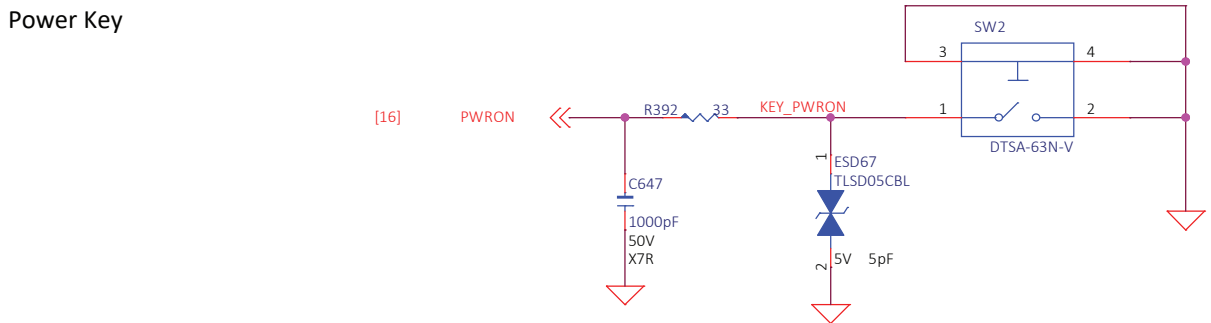 Power Key
SW2
3
4
[16]
PWRON
R392
33
KEY_PWRON
1
2
DTSA-63N-V
1
ESD67
TLSD05CBL
C647
1000pF
50V
X7R
2
5V
5pF